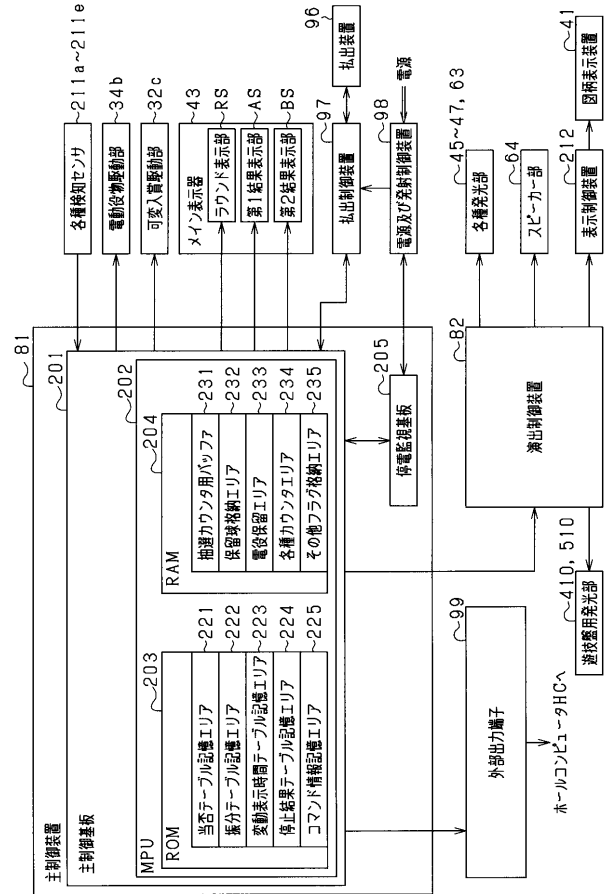 主制御装置
81
主制御基板
201
MPU
202
ROM
203
当否テーブル記憶エリア
221
振分テーブル記憶エリア
222
変動表示時間テーブル記憶エリア
223
停止結果テーブル記憶エリア
224
コマンド情報記憶エリア
225
RAM
204
抽選カウンタ用バッファ
231
保留球格納エリア
232
電役保留エリア
233
各種カウンタエリア
234
その他フラグ格納エリア
235
停電監視基板
205
各種検知センサ
211a~211e
電動役物駆動部
34b
可変入賞駆動部
32c
メイン表示器
43
ラウンド表示部
RS
第1結果表示部
AS
第2結果表示部
BS
払出制御装置
97
払出装置
96
電源及び発射制御装置
98
電源
外部出力端子
99
ホールコンピュータHCへ
演出制御装置
82
遊技盤用発光部
410, 510
各種発光部
45~47, 63
スピーカー部
64
表示制御装置
212
図柄表示装置
41